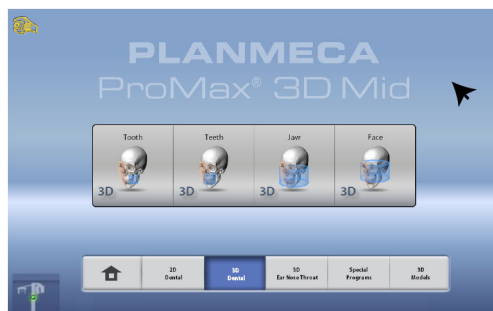 PLANMECA
ProMax® 3D Mid
Tooth
Teeth
Jaw
Face
3D
3D
3D
3D
2D
Dental
3D
Dental
3D
Ear Nose Throat
Special
Programs
3D
Models